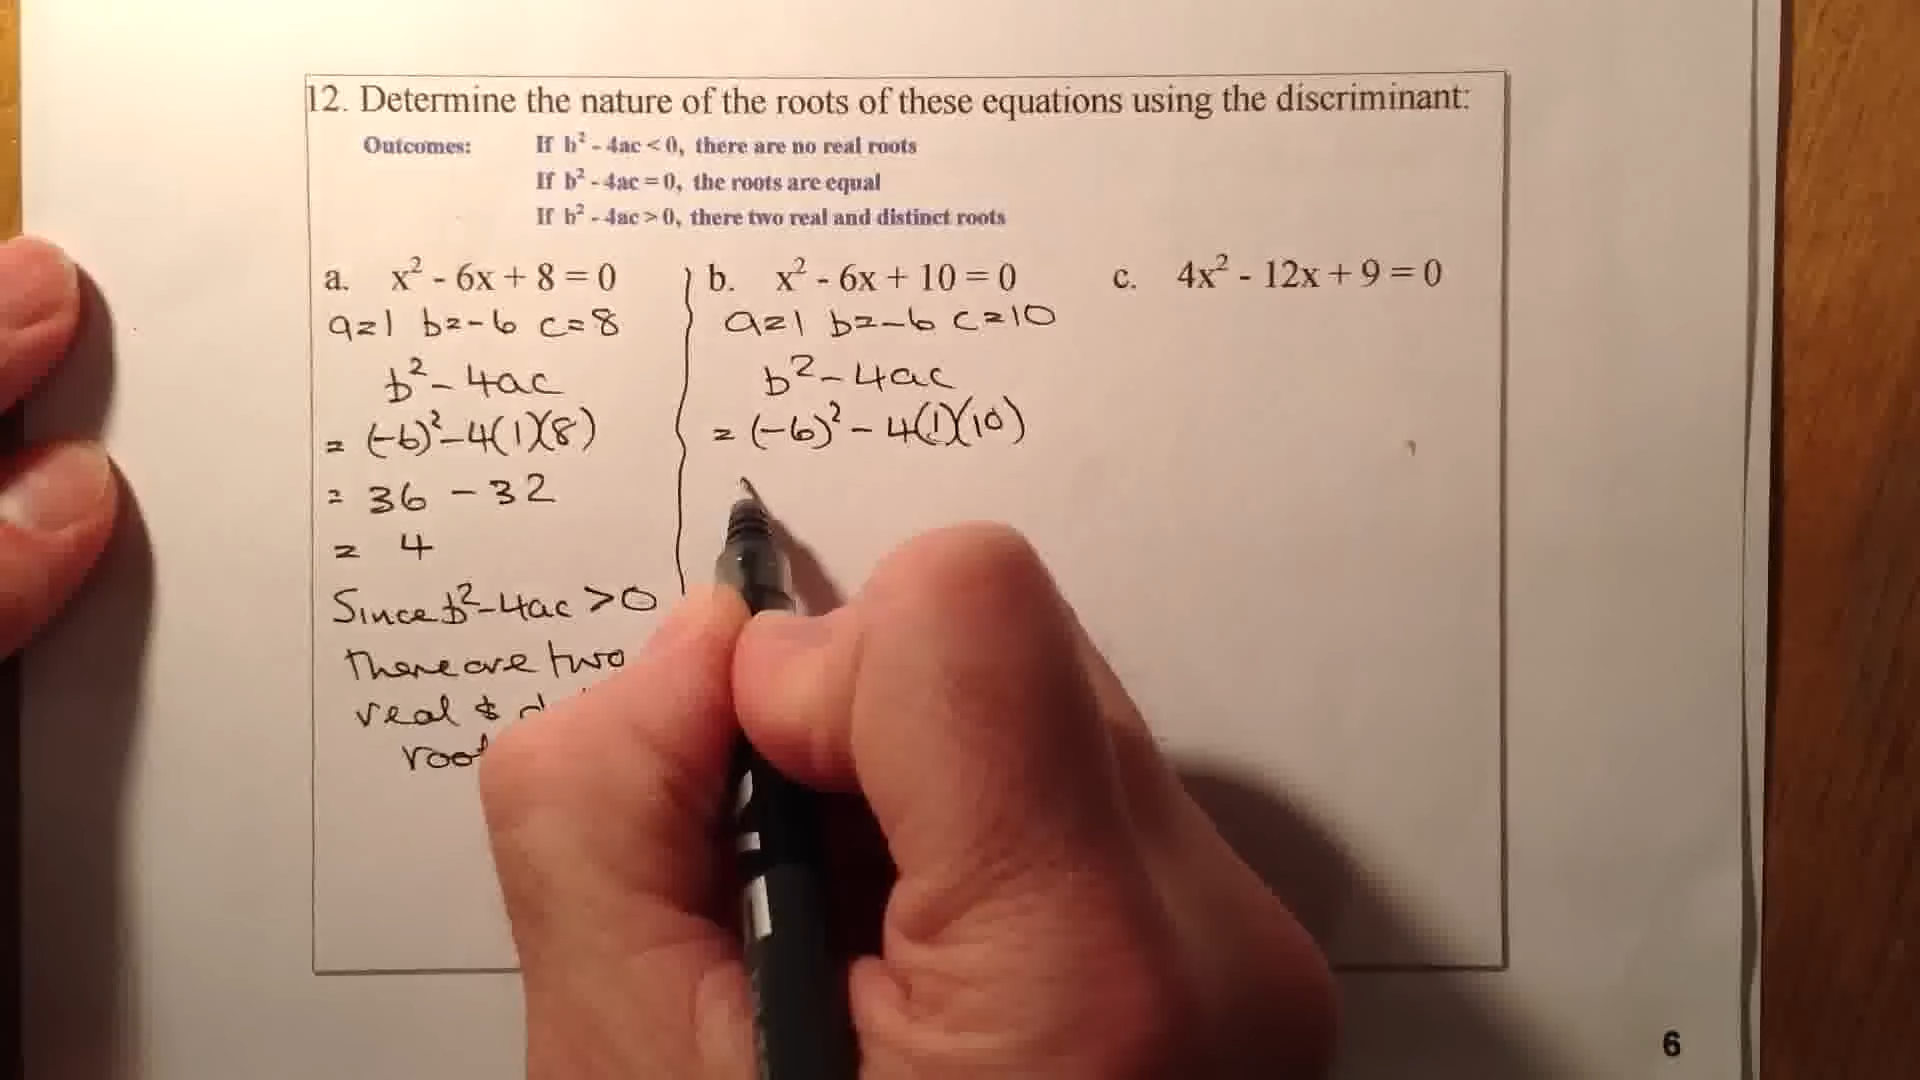 12. Determine the nature of the roots of these equations using the discriminant:
Outcomes: If b² - 4ac < 0, there are no real roots
If b² - 4ac = 0, the roots are equal
If b² - 4ac > 0, there two real and distinct roots
a. x² - 6x + 8 = 0
a=1 b=-6 c=8
b² - 4ac
= (-6)² - 4(1)(8)
= 36 - 32
= 4
Since b² - 4ac > 0
there are two
real &
b. x² - 6x + 10 = 0
a=1 b=-6 c=10
b² - 4ac
= (-6)² - 4(1)(10)
c. 4x² - 12x + 9 = 0
6